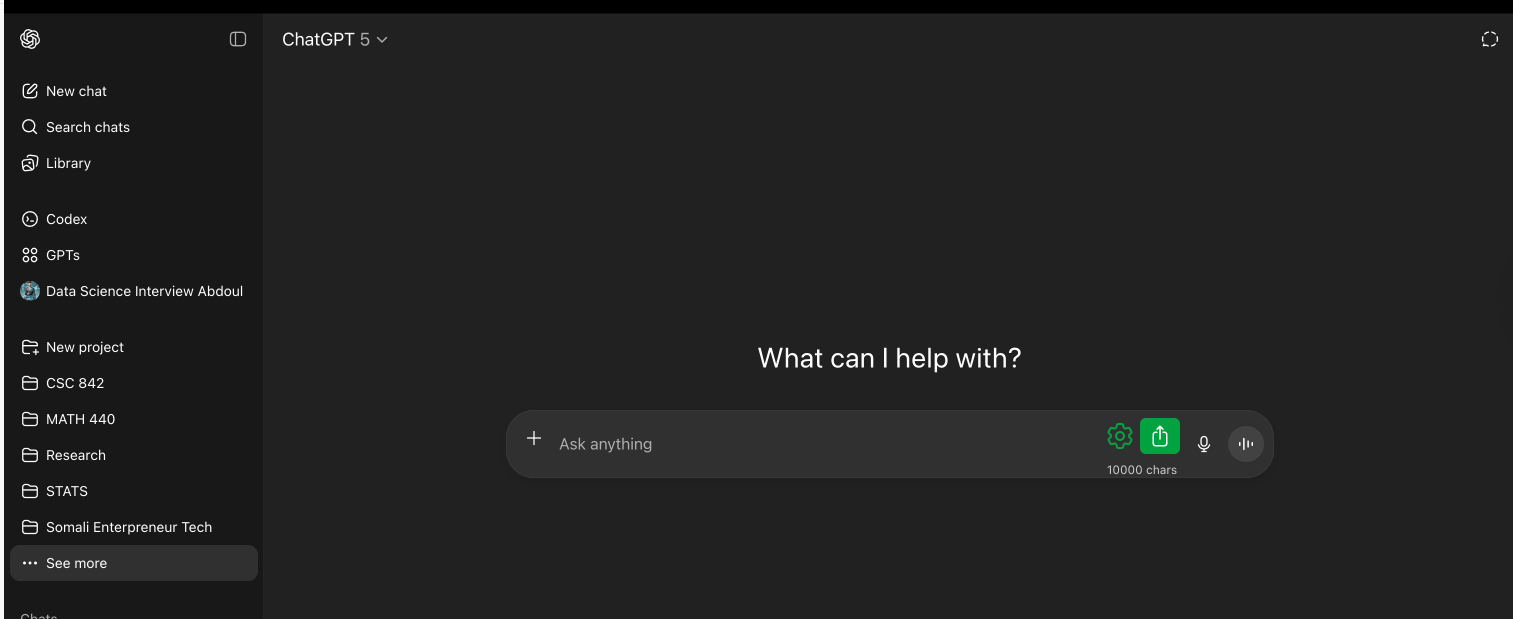 ChatGPT 5
New chat
Search chats
Library
Codex
GPTs
Data Science Interview Abdoul
New project
CSC 842
MATH 440
Research
STATS
Somali Enterpreneur Tech
See more
Chats
What can I help with?
Ask anything
10000 chars